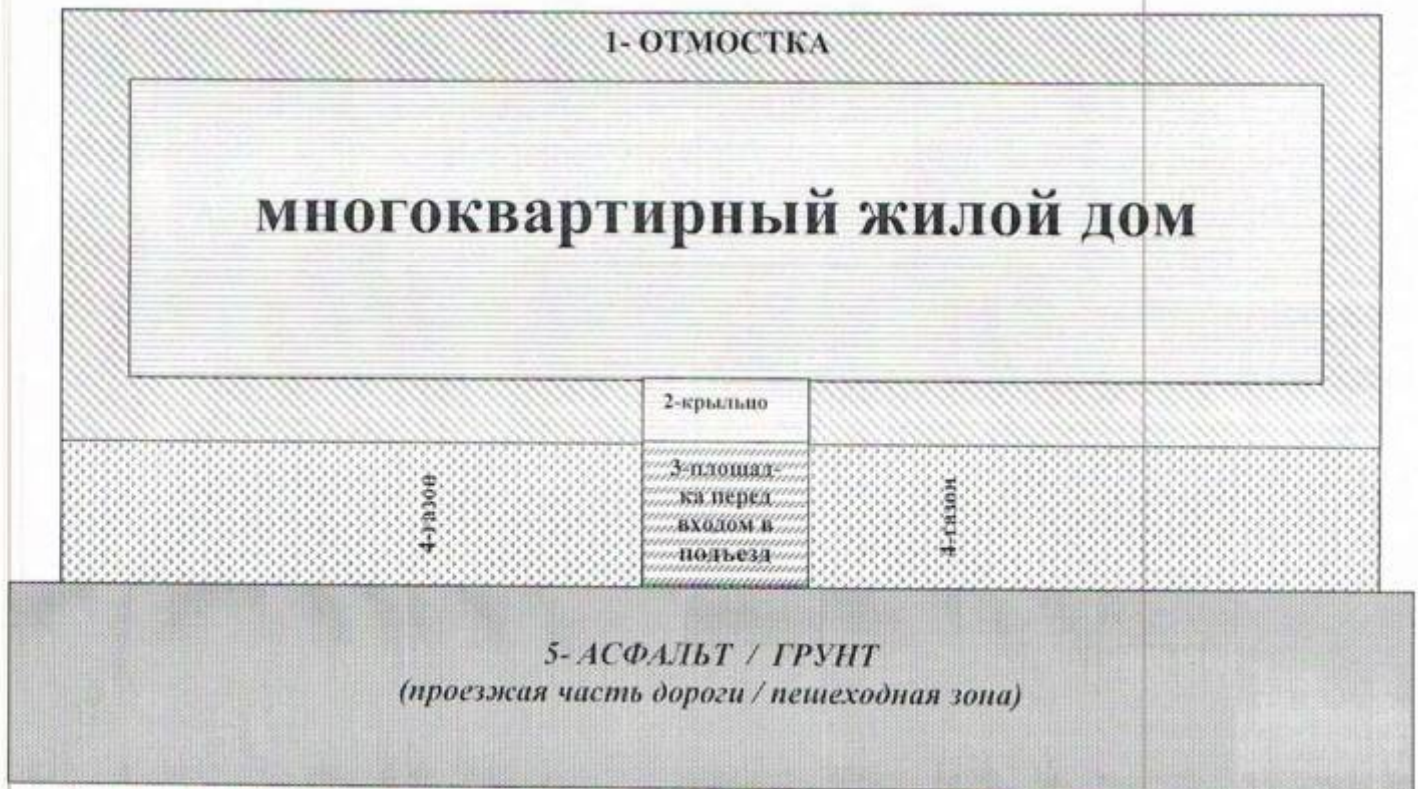 1- ОТМОСТКА
многоквартирный жилой дом
2-крыльцо
3-площад-
ка перед
входом в
подъезд
4-газон
4-газон
5- АСФАЛЬТ / ГРУНТ
(проезжая часть дороги / пешеходная зона)